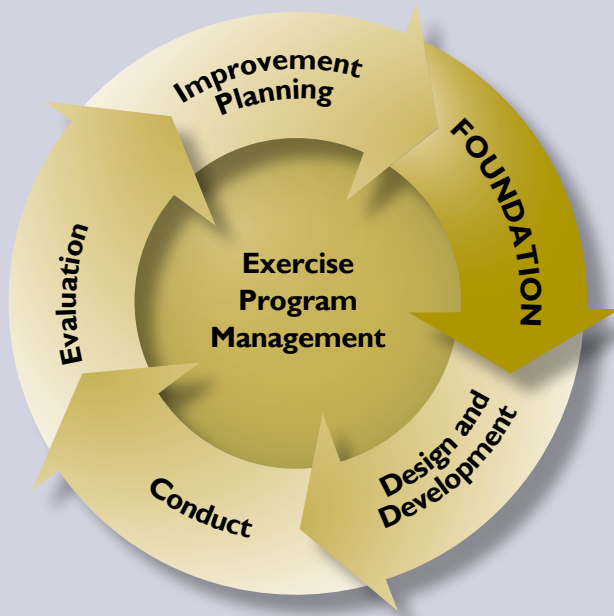 Improvement
Planning
FOUNDATION
Design and
Development
Conduct
Evaluation
Exercise
Program
Management